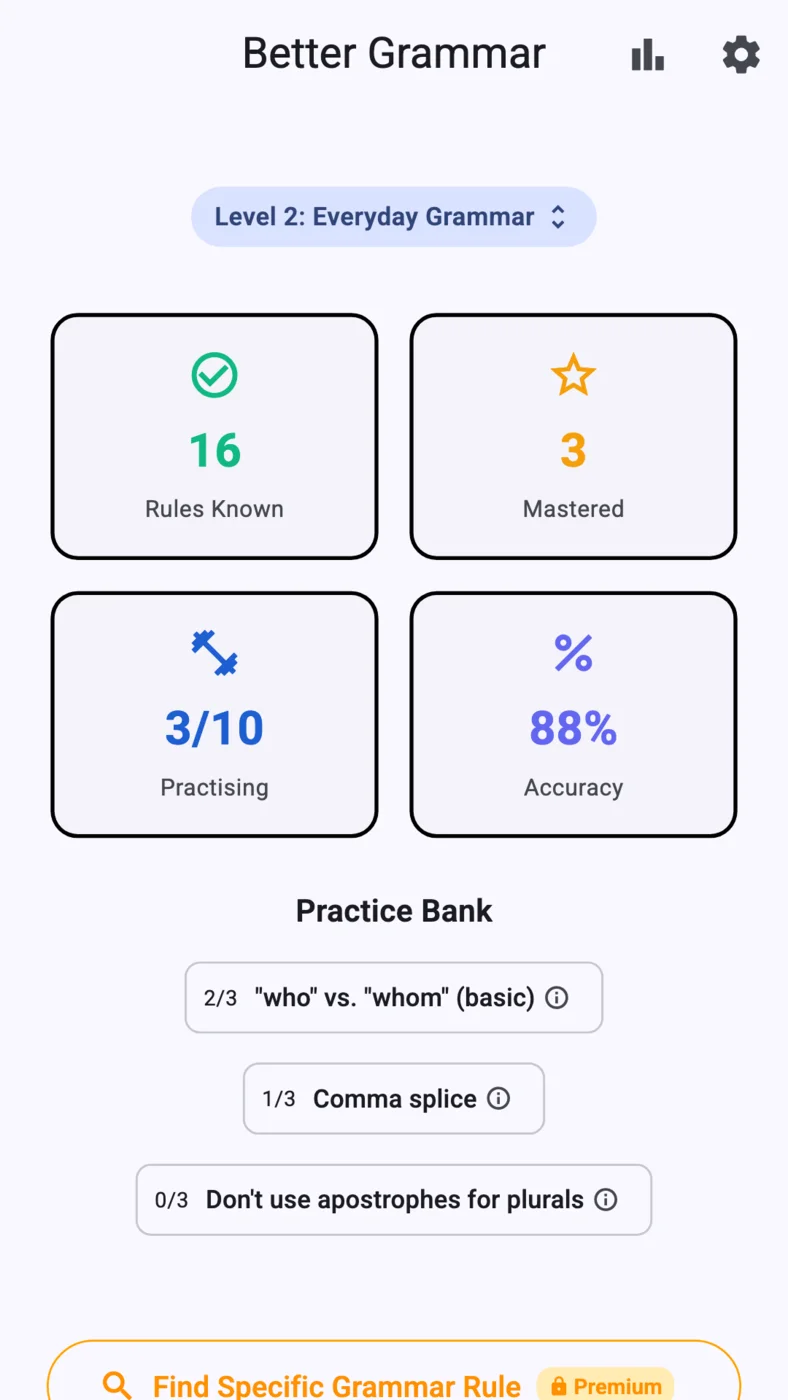 Better Grammar
Level 2: Everyday Grammar
16
Rules Known
3
Mastered
3/10
Practising
88%
Accuracy
Practice Bank
2/3 "who" vs. "whom" (basic)
1/3 Comma splice
0/3 Don't use apostrophes for plurals
Find Specific Grammar Rule Premium